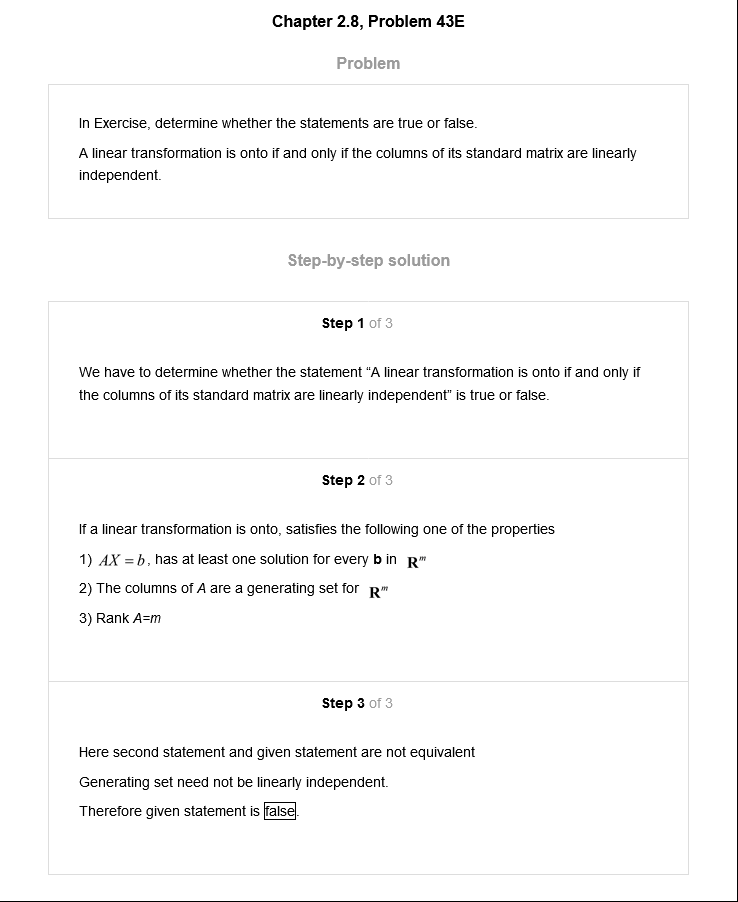 Chapter 2.8, Problem 43E
Problem
In Exercise, determine whether the statements are true or false.
A linear transformation is onto if and only if the columns of its standard matrix are linearly
independent.
Step-by-step solution
Step 1 of 3
We have to determine whether the statement “A linear transformation is onto if and only if
the columns of its standard matrix are linearly independent” is true or false.
Step 2 of 3
If a linear transformation is onto, satisfies the following one of the properties
1) AX = b, has at least one solution for every b in Rᵐ
2) The columns of A are a generating set for Rᵐ
3) Rank A=m
Step 3 of 3
Here second statement and given statement are not equivalent
Generating set need not be linearly independent.
Therefore given statement is false.